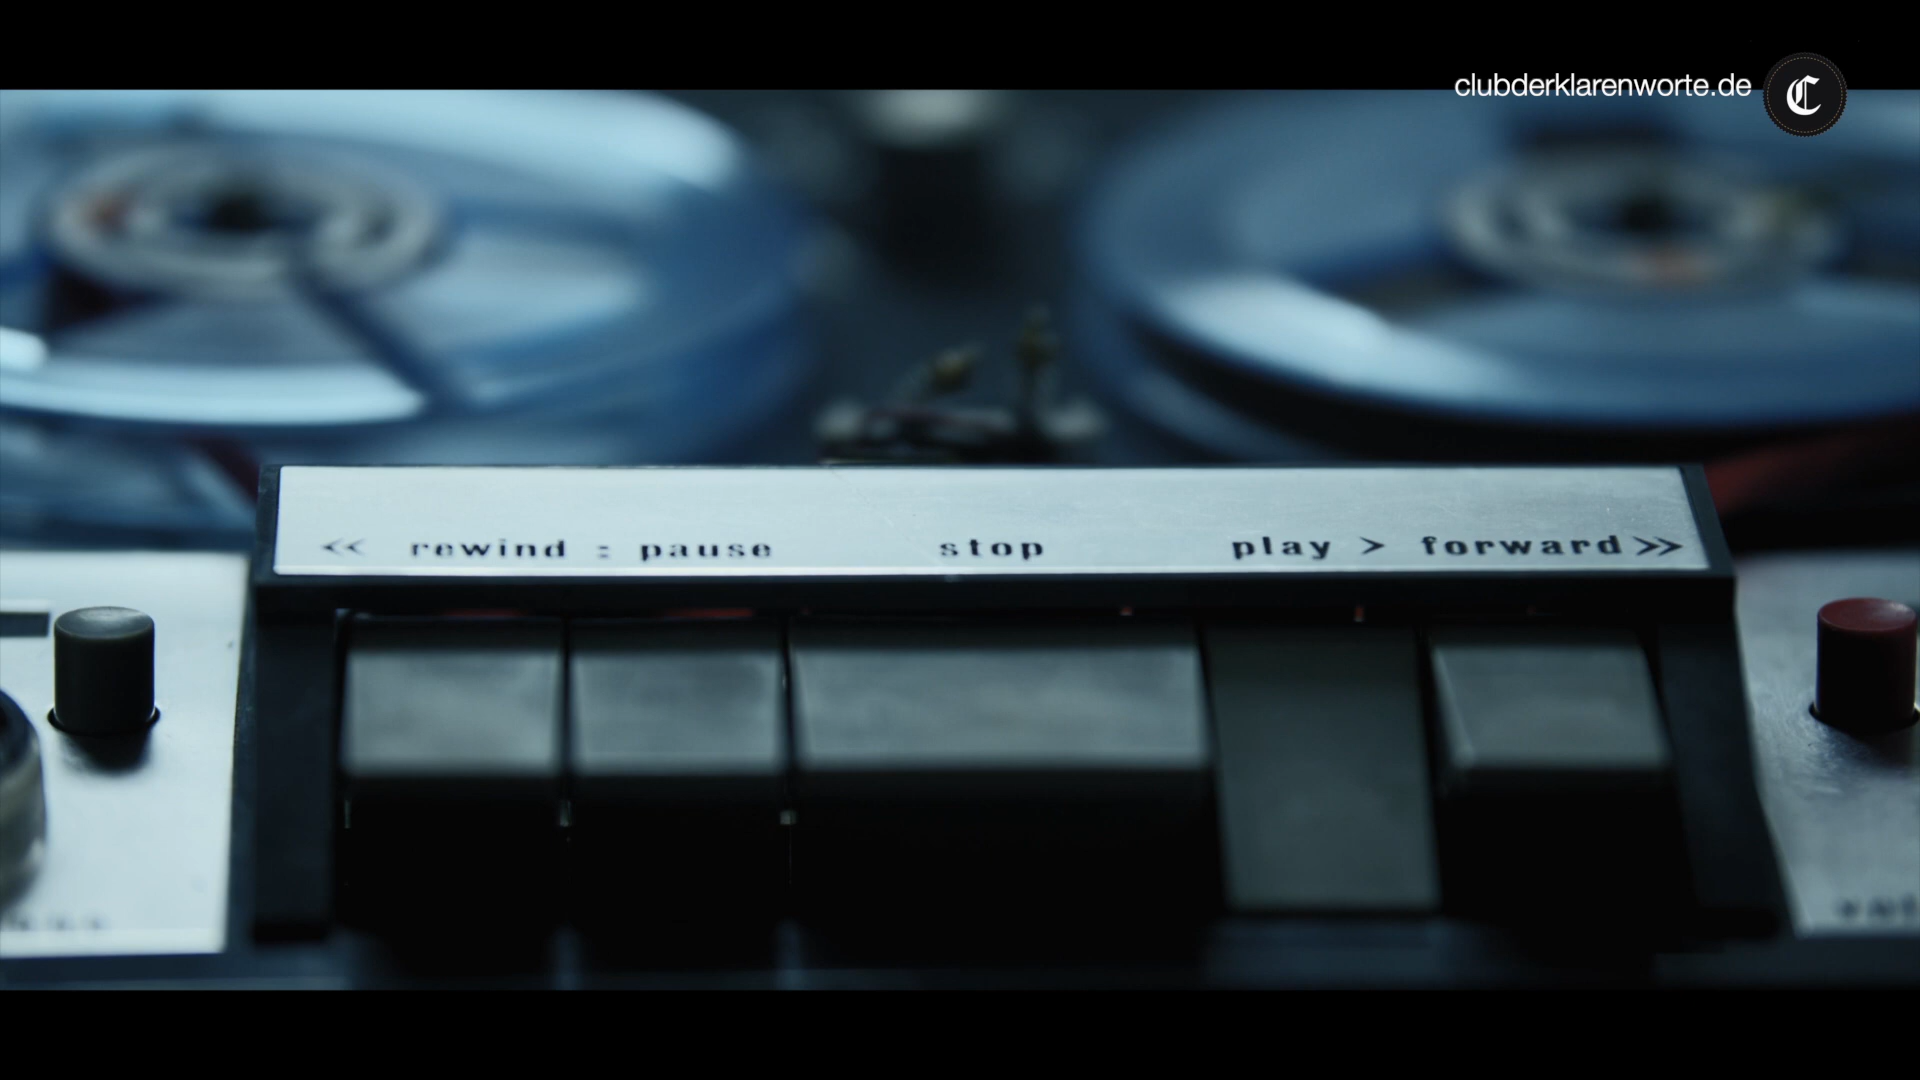 clubderklarenworte.de
C
<< rewind : pause stop play > forward >>